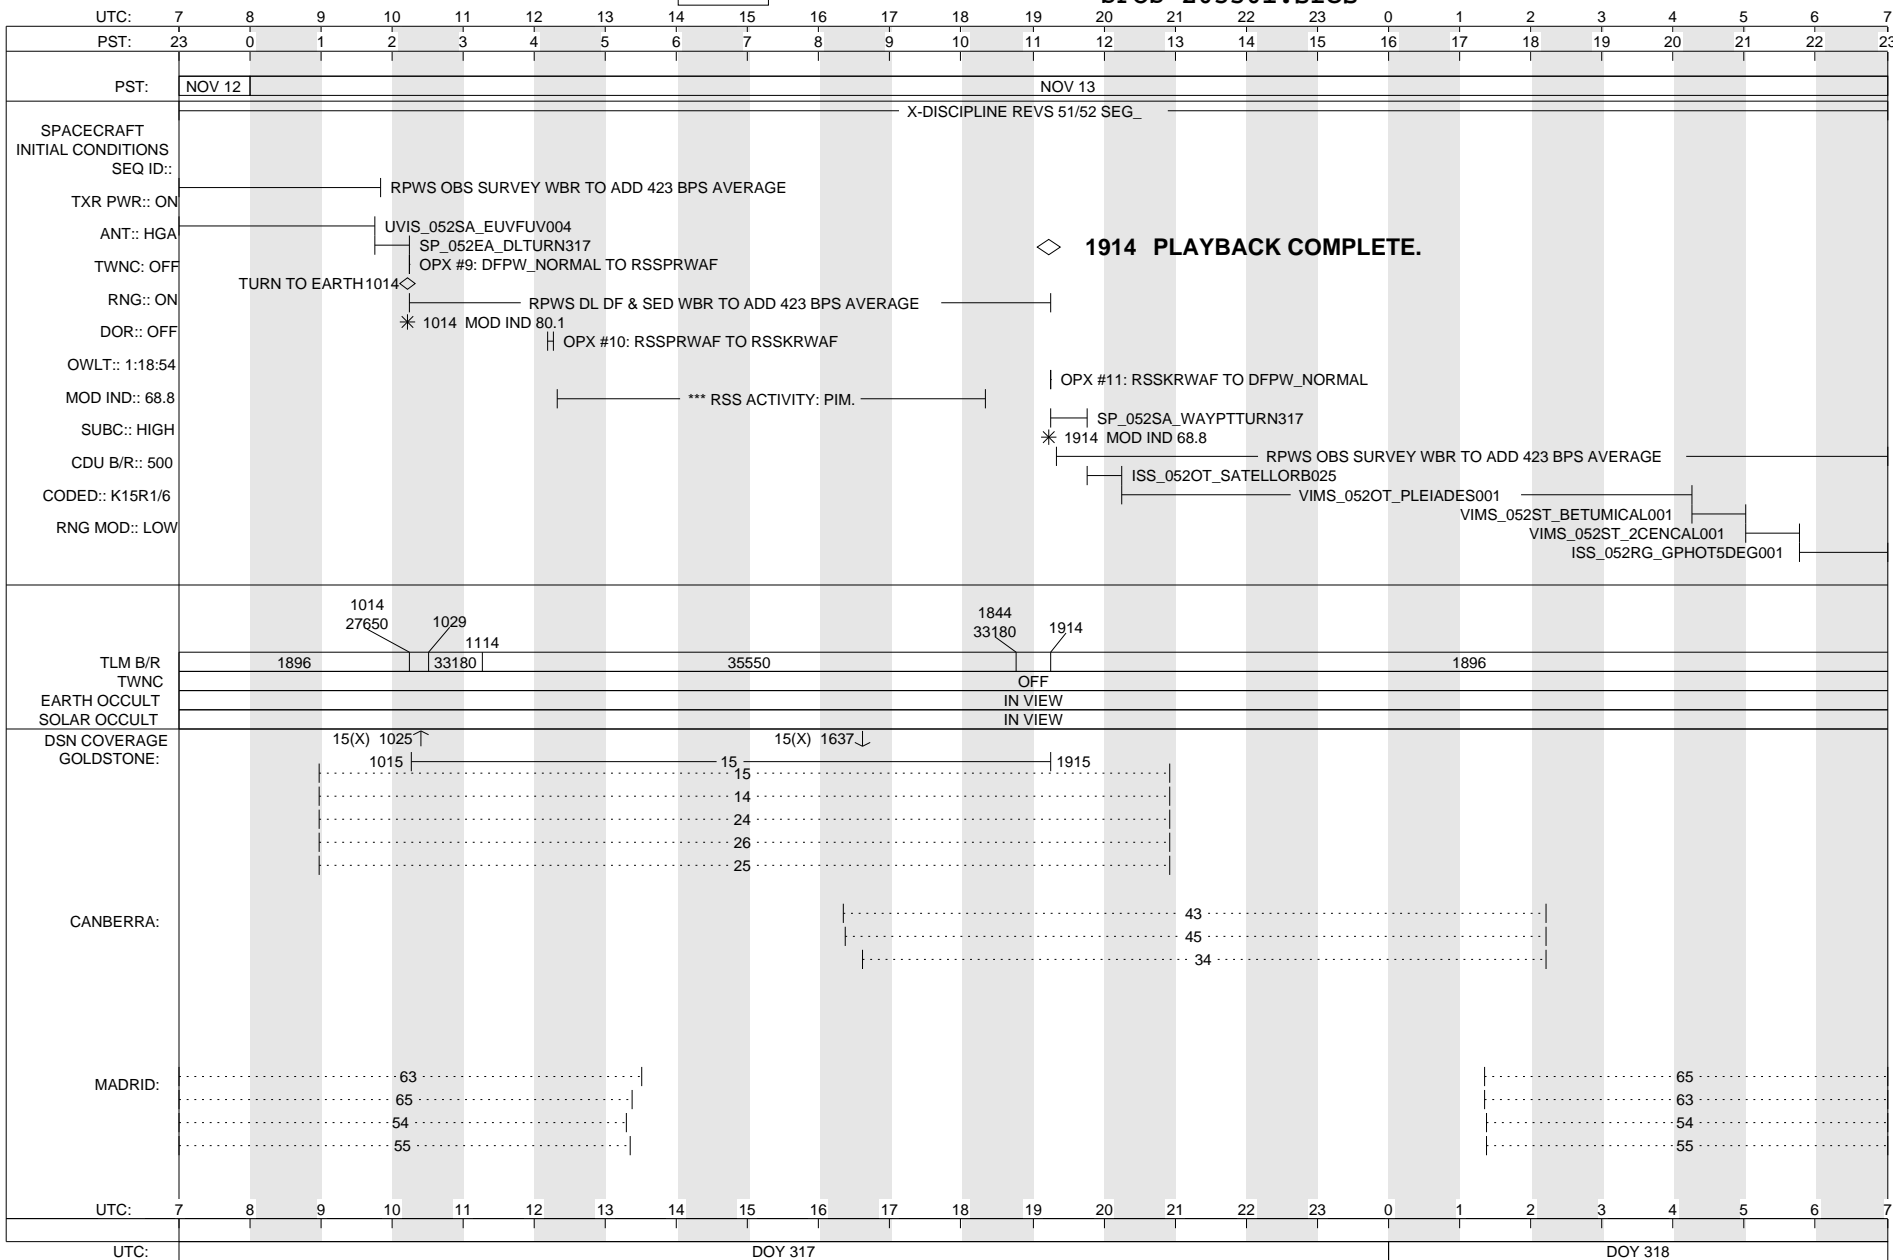 UTC: 7 8 9 10 11 12 13 14 15 16 17 18 19 20 21 22 23 0 1 2 3 4 5 6 7
PST: 23 0 1 2 3 4 5 6 7 8 9 10 11 12 13 14 15 16 17 18 19 20 21 22 23
PST: NOV 12 NOV 13
X-DISCIPLINE REVS 51/52 SEG_
SPACECRAFT
INITIAL CONDITIONS
SEQ ID::
RPWS OBS SURVEY WBR TO ADD 423 BPS AVERAGE
TXR PWR:: ON
UVIS_052SA_EUVFUV004
ANT:: HGA
SP_052EA_DLTURN317
1914 PLAYBACK COMPLETE.
TWNC: OFF
OPX #9: DFPW_NORMAL TO RSSPRWAF
TURN TO EARTH 1014
RNG:: ON
RPWS DL DF & SED WBR TO ADD 423 BPS AVERAGE
1014 MOD IND 80.1
DOR:: OFF
OPX #10: RSSPRWAF TO RSSKRWAF
OWLT:: 1:18:54
OPX #11: RSSKRWAF TO DFPW_NORMAL
MOD IND:: 68.8
*** RSS ACTIVITY: PIM.
SP_052SA_WAYPTTURN317
SUBC:: HIGH
1914 MOD IND 68.8
RPWS OBS SURVEY WBR TO ADD 423 BPS AVERAGE
CDU B/R:: 500
ISS_052OT_SATELLORB025
CODED:: K15R1/6
VIMS_052OT_PLEIADES001
VIMS_052ST_BETUMICAL001
RNG MOD:: LOW
VIMS_052ST_2CENCAL001
ISS_052RG_GPHOT5DEG001
1014
27650
1029
1114
1844
33180
1914
TLM B/R 1896 33180 35550 1896
TWNC OFF
EARTH OCCULT IN VIEW
SOLAR OCCULT IN VIEW
DSN COVERAGE 15(X) 1025 15(X) 1637
GOLDSTONE: 1015 15 1915
15
14
24
26
25
CANBERRA:
43
45
34
MADRID:
63 65
65 63
54 54
55 55
UTC: 7 8 9 10 11 12 13 14 15 16 17 18 19 20 21 22 23 0 1 2 3 4 5 6 7
UTC: DOY 317 DOY 318